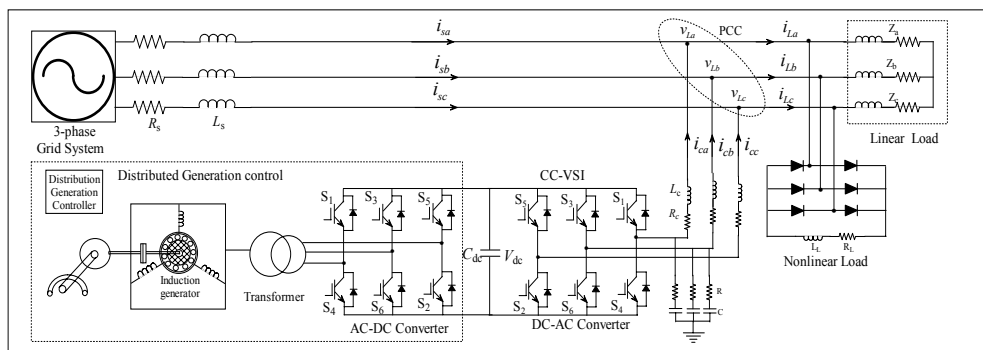 i_sa
i_sb
i_sc
v_La
v_Lb
v_Lc
PCC
i_La
i_Lb
i_Lc
Z_a
Z_b
Z_c
R_s
L_s
3-phase
Grid System
Linear Load
i_ca
i_cb
i_cc
Distribution
Generation
Controller
Distributed Generation control
CC-VSI
L_c
R_c
S_1
S_3
S_5
S_5
S_3
S_1
C_dc
V_dc
Induction
generator
Transformer
L_L
R_L
Nonlinear Load
S_4
S_6
S_2
S_2
S_6
S_4
R
C
AC-DC Converter
DC-AC Converter